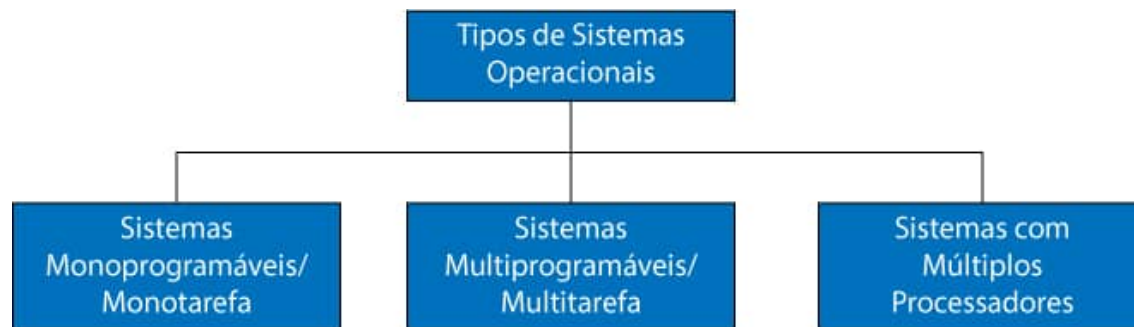 Tipos de Sistemas
Operacionais
Sistemas
Monoprogramáveis/
Monotarefa
Sistemas
Multiprogramáveis/
Multitarefa
Sistemas com
Múltiplos
Processadores